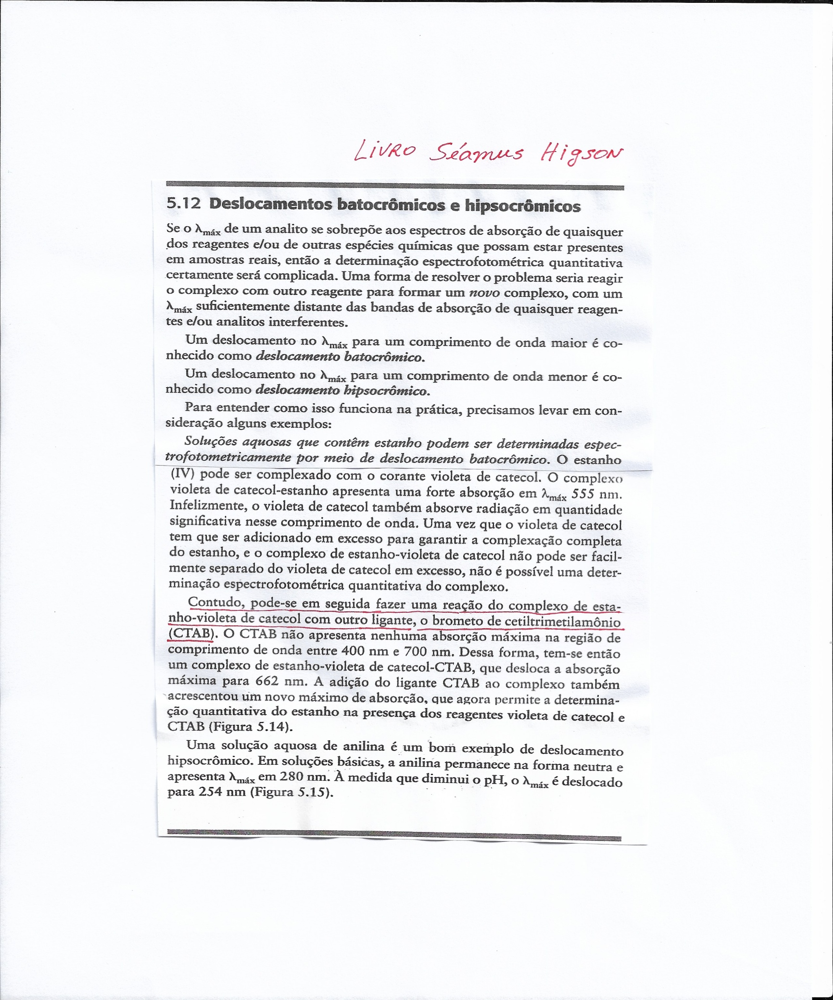 Livro Séamus Higson
5.12 Deslocamentos batocrômicos e hipsocrômicos
Se o λmáx de um analito se sobrepõe aos espectros de absorção de quaisquer
dos reagentes e/ou de outras espécies químicas que possam estar presentes
em amostras reais, então a determinação espectrofotométrica quantitativa
certamente será complicada. Uma forma de resolver o problema seria reagir
o complexo com outro reagente para formar um novo complexo, com um
λmáx suficientemente distante das bandas de absorção de quaisquer reagen-
tes e/ou analitos interferentes.
Um deslocamento no λmáx para um comprimento de onda maior é co-
nhecido como deslocamento batocrômico.
Um deslocamento no λmáx para um comprimento de onda menor é co-
nhecido como deslocamento hipsocrômico.
Para entender como isso funciona na prática, precisamos levar em con-
sideração alguns exemplos:
Soluções aquosas que contêm estanho podem ser determinadas espec-
trofotometricamente por meio de deslocamento batocrômico. O estanho
(IV) pode ser complexado com o corante violeta de catecol. O complexo
violeta de catecol-estanho apresenta uma forte absorção em λmáx 555 nm.
Infelizmente, o violeta de catecol também absorve radiação em quantidade
significativa nesse comprimento de onda. Uma vez que o violeta de catecol
tem que ser adicionado em excesso para garantir a complexação completa
do estanho, e o complexo de estanho-violeta de catecol não pode ser facil-
mente separado do violeta de catecol em excesso, não é possível uma deter-
minação espectrofotométrica quantitativa do complexo.
Contudo, pode-se em seguida fazer uma reação do complexo de esta-
nho-violeta de catecol com outro ligante, o brometo de cetiltrimetilamônio
(CTAB). O CTAB não apresenta nenhuma absorção máxima na região de
comprimento de onda entre 400 nm e 700 nm. Dessa forma, tem-se então
um complexo de estanho-violeta de catecol-CTAB, que desloca a absorção
máxima para 662 nm. A adição do ligante CTAB ao complexo também
acrescentou um novo máximo de absorção, que agora permite a determina-
ção quantitativa do estanho na presença dos reagentes violeta de catecol e
CTAB (Figura 5.14).
Uma solução aquosa de anilina é um bom exemplo de deslocamento
hipsocrômico. Em soluções básicas, a anilina permanece na forma neutra e
apresenta λmáx em 280 nm. À medida que diminui o pH, o λmáx é deslocado
para 254 nm (Figura 5.15).